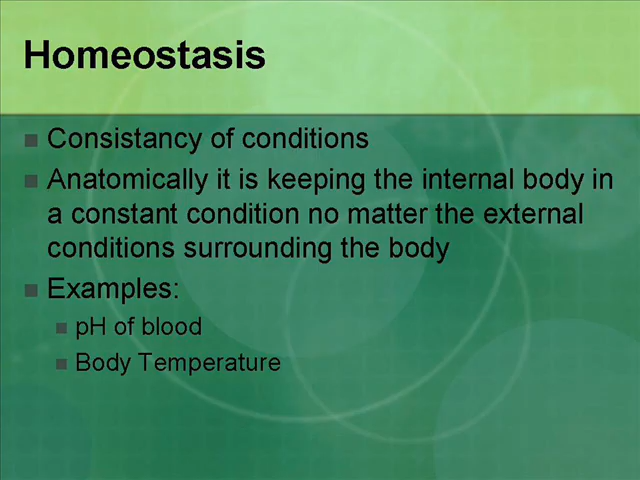 Homeostasis
Consistancy of conditions
Anatomically it is keeping the internal body in
a constant condition no matter the external
conditions surrounding the body
Examples:
pH of blood
Body Temperature